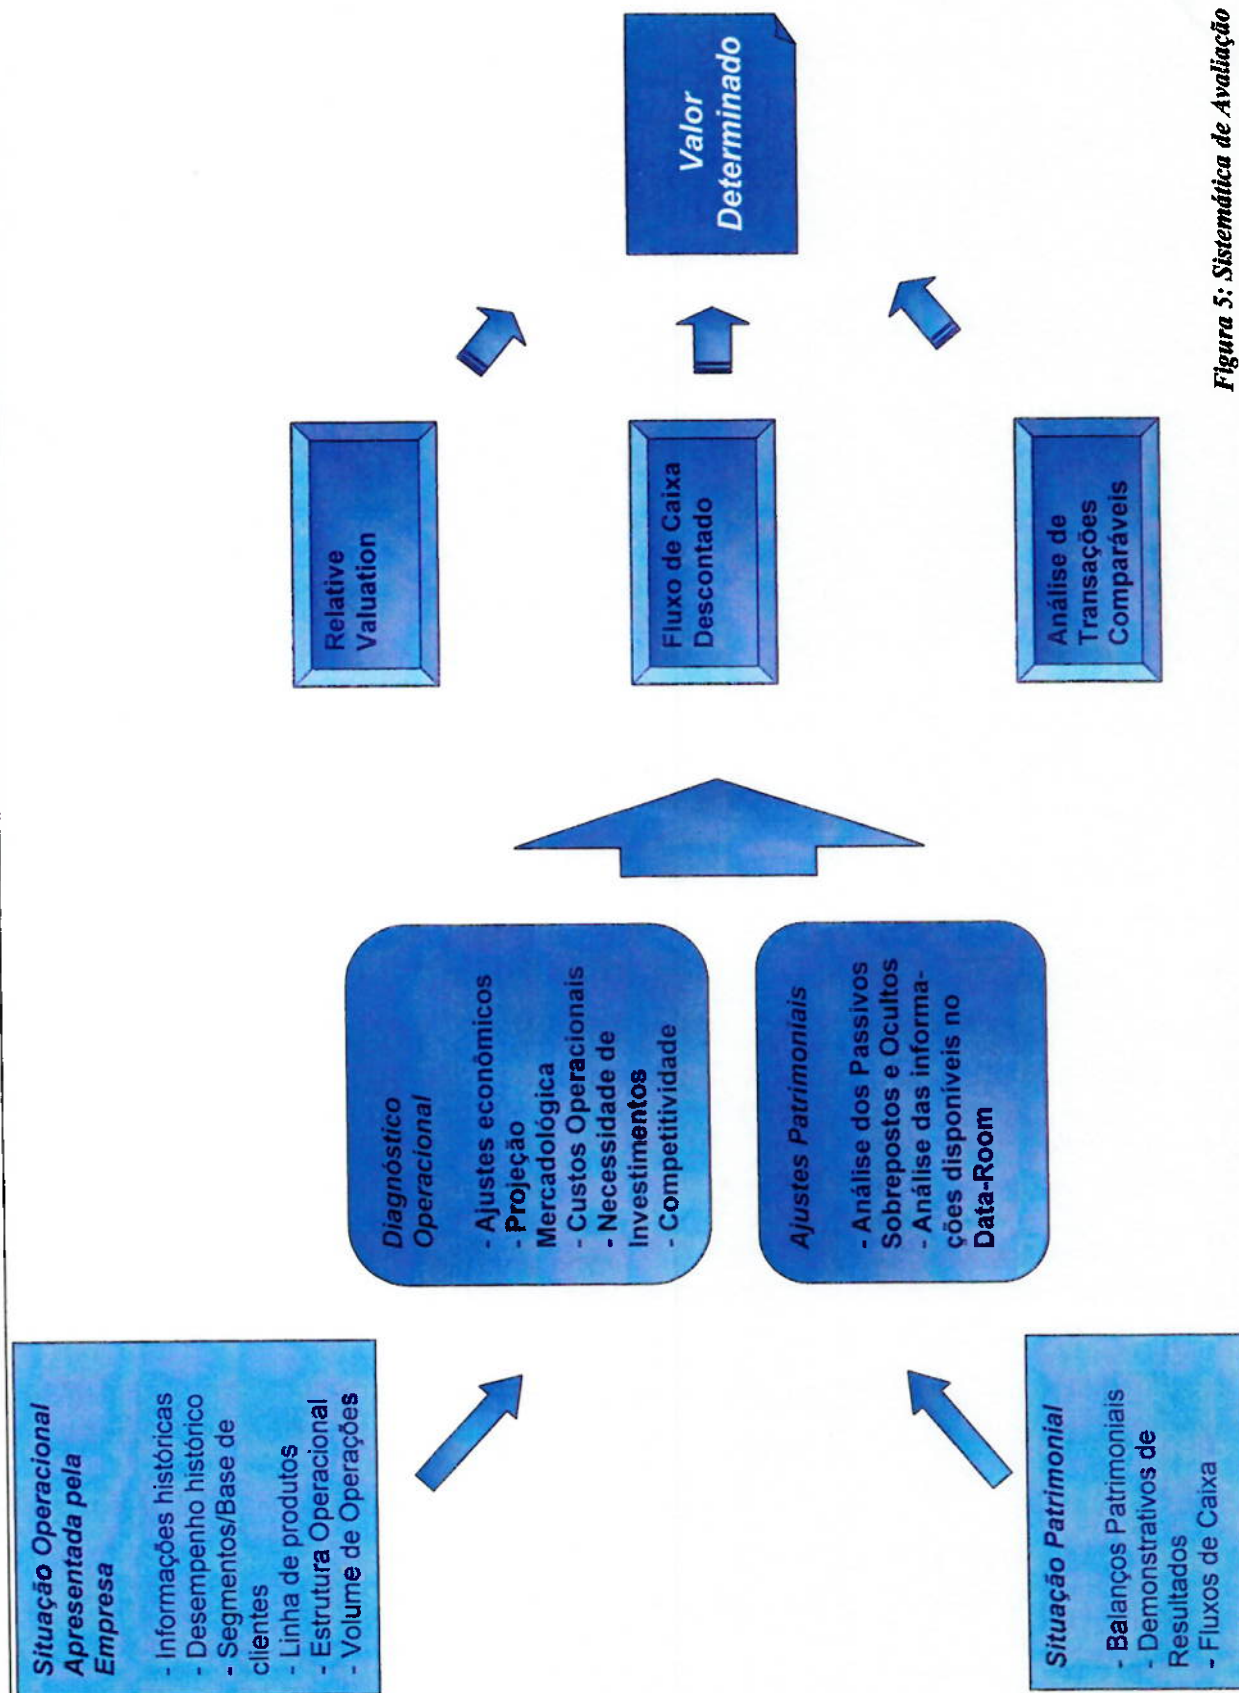 Situação Operacional
Apresentada pela
Empresa
- Informações históricas
- Desempenho histórico
- Segmentos/Base de
clientes
- Linha de produtos
- Estrutura Operacional
- Volume de Operações
Situação Patrimonial
- Balanços Patrimoniais
- Demonstrativos de
Resultados
- Fluxos de Caixa
Diagnóstico
Operacional
- Ajustes econômicos
- Projeção
Mercadológica
- Custos Operacionais
- Necessidade de
Investimentos
- Competitividade
Ajustes Patrimoniais
- Análise dos Passivos
Sobrepostos e Ocultos
- Análise das informa-
ções disponíveis no
Data-Room
Relative
Valuation
Fluxo de Caixa
Descontado
Análise de
Transações
Comparáveis
Valor
Determinado
Figura 5: Sistemática de Avaliação